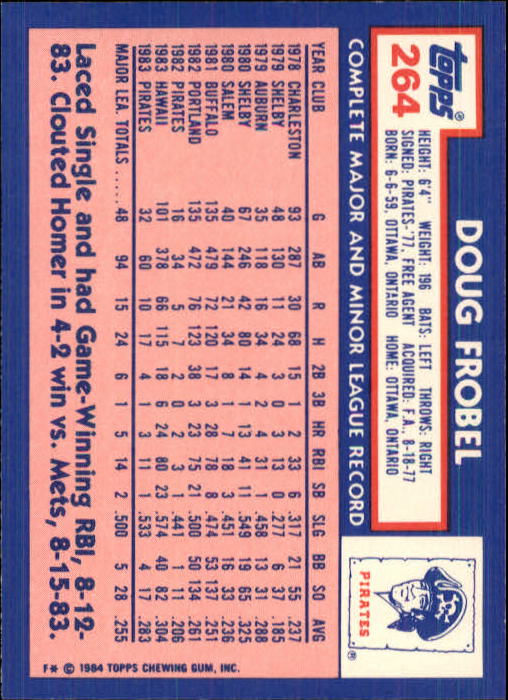 topps®
264
DOUG FROBEL
HEIGHT: 6'4" WEIGHT: 196 BATS: LEFT THROWS: RIGHT
SIGNED: PIRATES-'77, FREE AGENT ACQUIRED: F.A., 8-18-77
BORN: 6-6-59, OTTAWA, ONTARIO HOME: OTTAWA, ONTARIO
PIRATES ®
COMPLETE MAJOR AND MINOR LEAGUE RECORD
YEAR CLUB G AB R H 2B 3B HR RBI SB SLG BB SO AVG
1978 CHARLESTON 93 287 30 68 15 1 2 33 6 .317 21 55 .237
1979 SHELBY 48 130 11 24 3 0 3 13 0 .277 6 37 .185
1979 AUBURN 35 118 16 34 4 2 4 31 1 .458 13 31 .288
1980 SHELBY 67 246 42 80 14 1 13 41 11 .549 19 65 .325
1980 SALEM 40 144 21 34 8 1 7 18 3 .451 16 33 .236
1981 BUFFALO 135 479 72 120 17 3 28 78 8 .474 53 137 .251
1982 PORTLAND 135 472 76 123 38 3 23 75 21 .500 50 134 .261
1982 PIRATES 16 34 5 7 2 0 2 3 1 .441 1 11 .206
1983 HAWAII 101 378 66 115 18 6 24 80 23 .574 40 82 .304
1983 PIRATES 32 60 10 17 4 1 3 11 1 .533 4 17 .283
MAJOR LEA. TOTALS ..... 48 94 15 24 6 1 5 14 2 .500 5 28 .255
Laced Single and had Game-Winning RBI, 8-12-
83. Clouted Homer in 4-2 win vs. Mets, 8-15-83.
F* © 1984 TOPPS CHEWING GUM, INC.